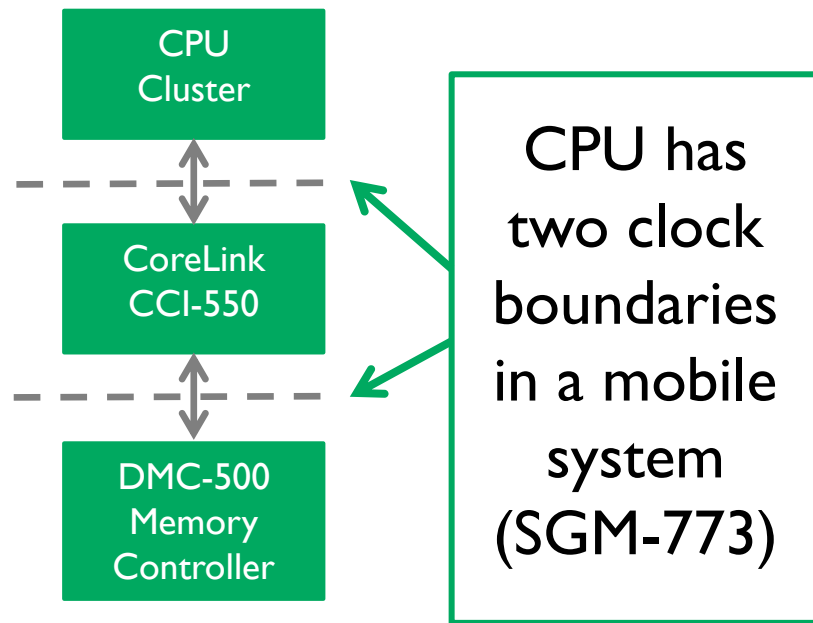 CPU
Cluster
CoreLink
CCI-550
DMC-500
Memory
Controller
CPU has
two clock
boundaries
in a mobile
system
(SGM-773)